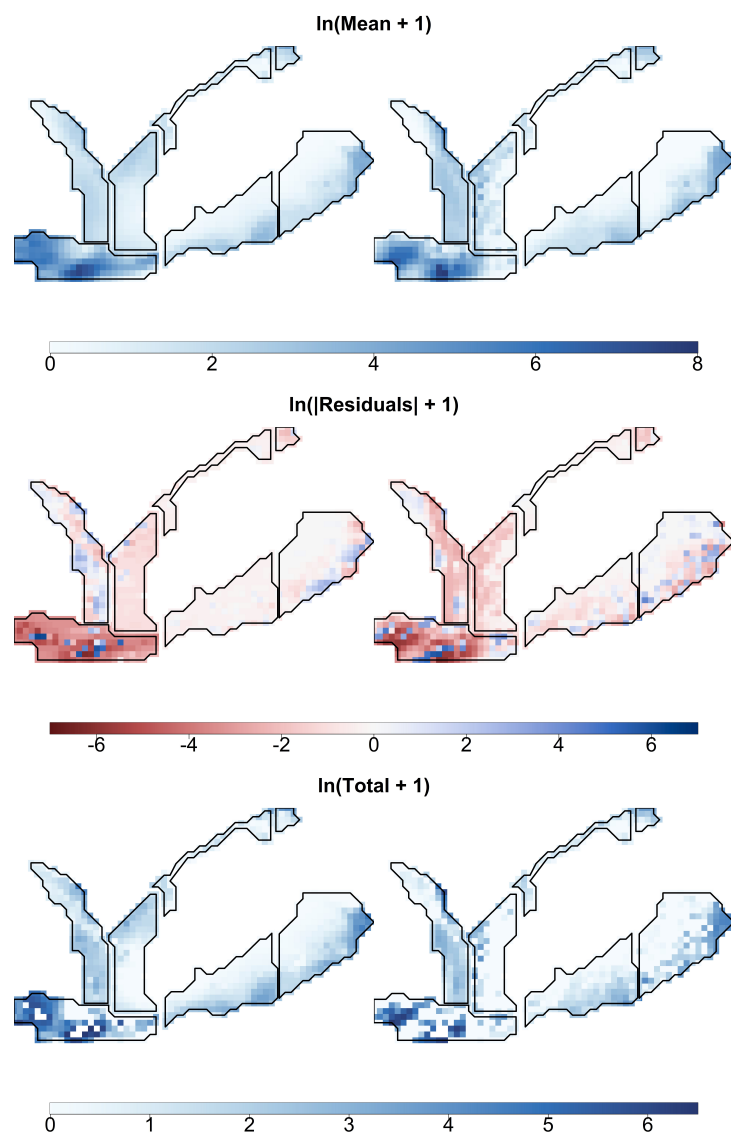 ln(Mean + 1)
0 2 4 6 8
ln(|Residuals| + 1)
-6 -4 -2 0 2 4 6
ln(Total + 1)
0 1 2 3 4 5 6